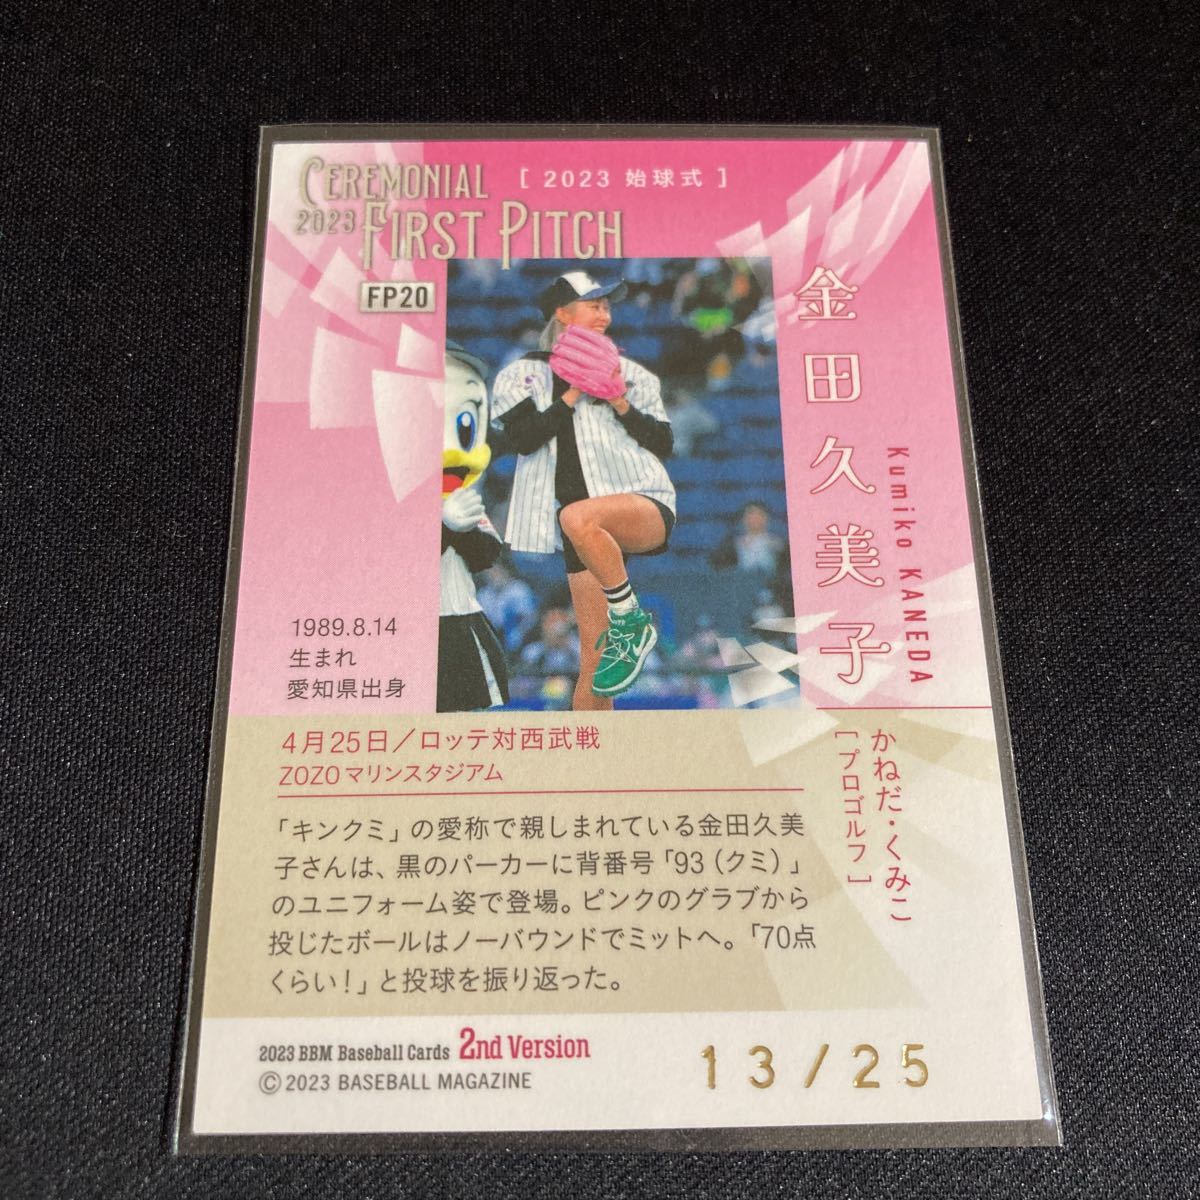 CEREMONIAL
2023 FIRST PITCH
[ 2023 始球式 ]
FP20
金田久美子
Kumiko KANEDA
かねだ・くみこ
[プロゴルフ]
1989.8.14
生まれ
愛知県出身
4月25日／ロッテ対西武戦
ZOZOマリンスタジアム
「キンクミ」の愛称で親しまれている金田久美
子さんは、黒のパーカーに背番号「93（クミ）」
のユニフォーム姿で登場。ピンクのグラブから
投じたボールはノーバウンドでミットへ。「70点
くらい！」と投球を振り返った。
2023 BBM Baseball Cards 2nd Version
© 2023 BASEBALL MAGAZINE
13/25